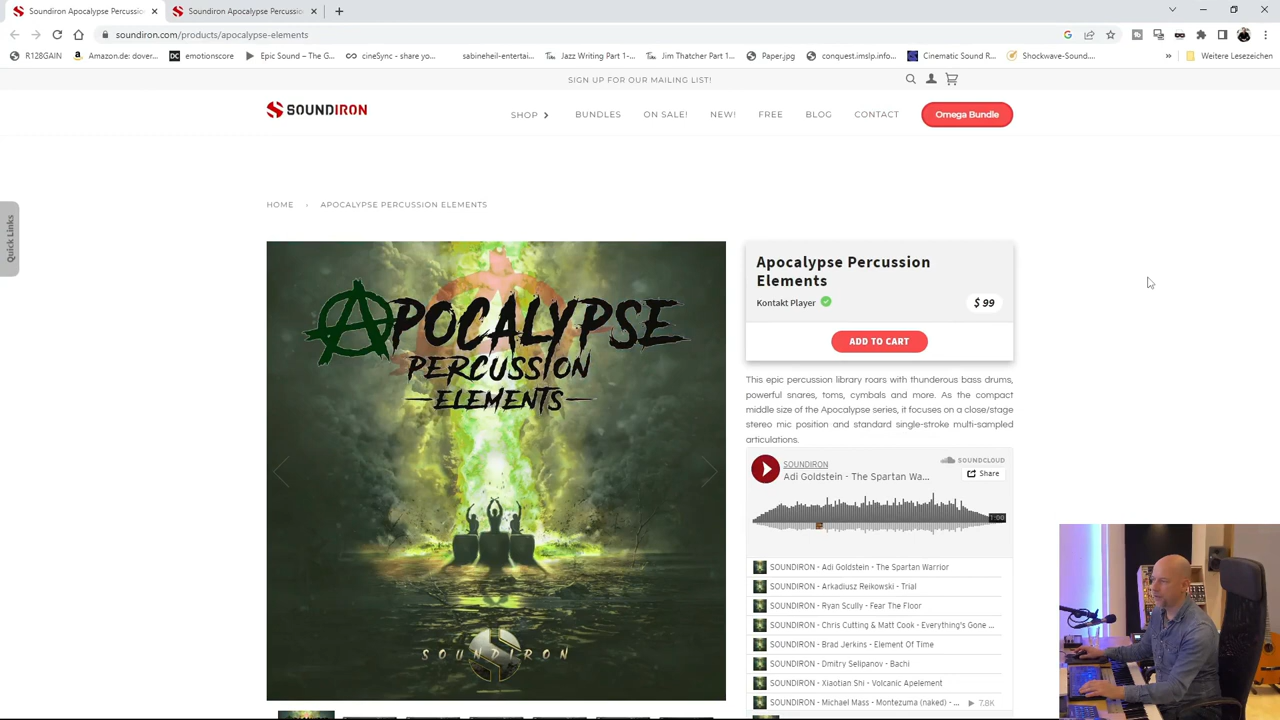 Soundiron Apocalypse Percussio
Soundiron Apocalypse Percussion
soundiron.com/products/apocalypse-elements
R128GAIN
Amazon.de: dover...
emotionscore
Epic Sound – The G...
cineSync - share yo...
sabineheil-entertai...
Jazz Writing Part 1-...
Jim Thatcher Part 1...
Paper.jpg
conquest.imslp.info...
Cinematic Sound R...
Shockwave-Sound....
»
Weitere Lesezeichen
SIGN UP FOR OUR MAILING LIST!
SOUNDIRON
SHOP
BUNDLES
ON SALE!
NEW!
FREE
BLOG
CONTACT
Omega Bundle
Quick Links
HOME › APOCALYPSE PERCUSSION ELEMENTS
APOCALYPSE
PERCUSSION
ELEMENTS
SOUNDIRON
Apocalypse Percussion
Elements
Kontakt Player
$ 99
ADD TO CART
This epic percussion library roars with thunderous bass drums,
powerful snares, toms, cymbals and more. As the compact
middle size of the Apocalypse series, it focuses on a close/stage
stereo mic position and standard single-stroke multi-sampled
articulations.
SOUNDIRON
SOUNDCLOUD
Adi Goldstein - The Spartan Wa...
Share
1:00
SOUNDIRON - Adi Goldstein - The Spartan Warrior
SOUNDIRON - Arkadiusz Reikowski - Trial
SOUNDIRON - Ryan Scully - Fear The Floor
SOUNDIRON - Chris Cutting & Matt Cook - Everything's Gone ...
SOUNDIRON - Brad Jerkins - Element Of Time
SOUNDIRON - Dmitry Selipanov - Bachi
SOUNDIRON - Xiaotian Shi - Volcanic Apelement
SOUNDIRON - Michael Mass - Montezuma (naked) - ...
7.8K